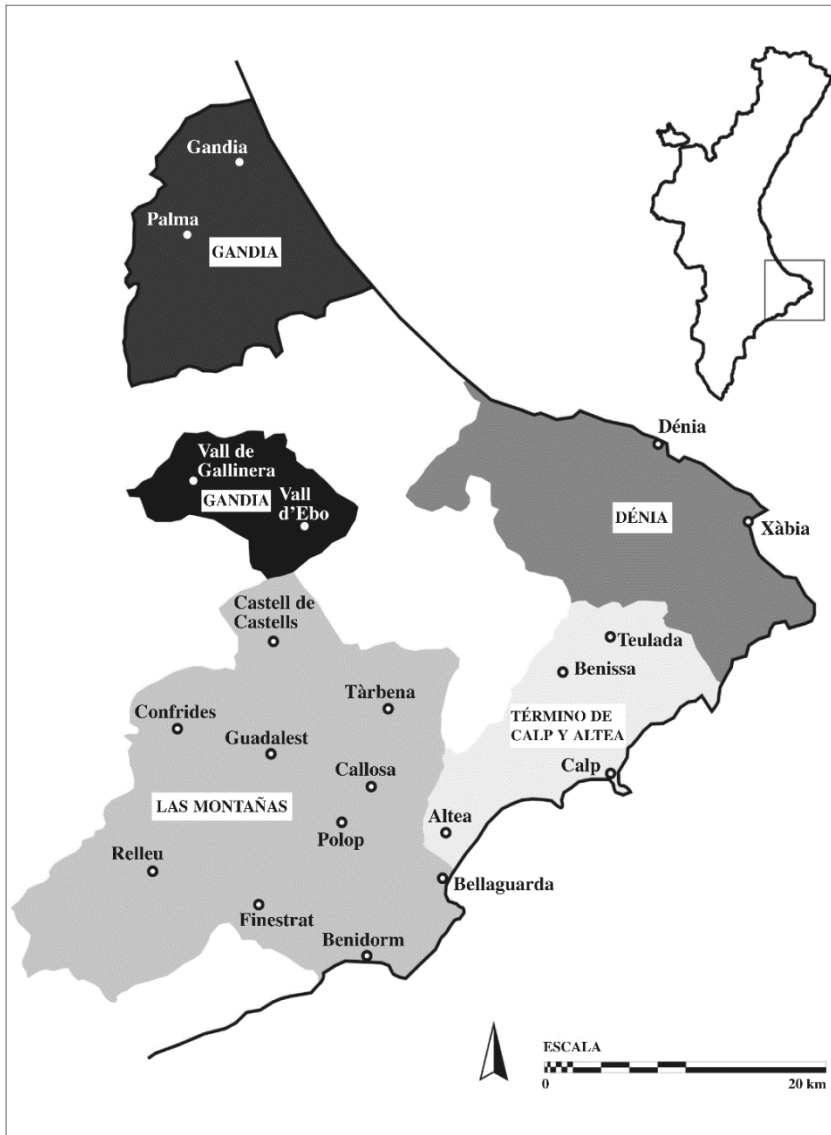 Gandia
Palma
GANDIA
Dénia
Vall de
Gallinera
GANDIA
Vall
d'Ebo
DÉNIA
Xàbia
Castell de
Castells
Teulada
Benissa
Tàrbena
Confrides
TÉRMINO DE
CALP Y ALTEA
Guadalest
Calp
Callosa
LAS MONTAÑAS
Altea
Polop
Relleu
Bellaguarda
Finestrat
Benidorm
ESCALA
0 20 km